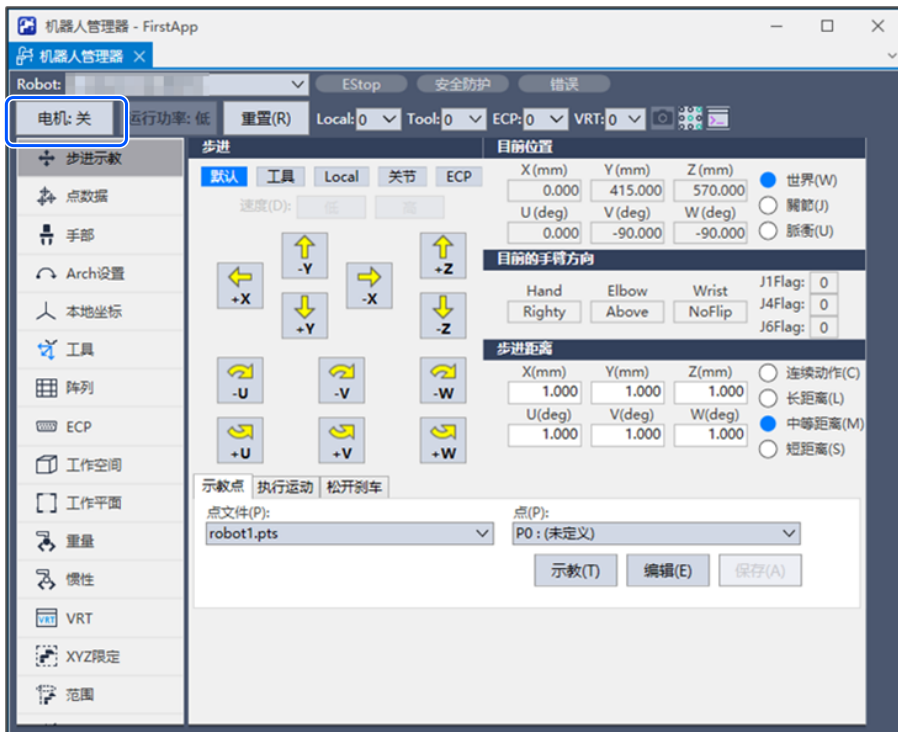 机器人管理器 - FirstApp
机器人管理器
Robot:
EStop 安全防护 错误
电机: 关 运行功率: 低 重置(R) Local: 0 Tool: 0 ECP: 0 VRT: 0
步进示教
点数据
手部
Arch设置
本地坐标
工具
阵列
ECP
工作空间
工作平面
重量
惯性
VRT
XYZ限定
范围
步进
默认 工具 Local 关节 ECP
速度(D): 低 高
-Y +Z
+X -X
+Y -Z
-U -V -W
+U +V +W
目前位置
X(mm) Y(mm) Z(mm)
0.000 415.000 570.000
U(deg) V(deg) W(deg)
0.000 -90.000 -90.000
世界(W)
關節(J)
脈衝(U)
目前的手臂方向
Hand Elbow Wrist
Righty Above NoFlip
J1Flag: 0
J4Flag: 0
J6Flag: 0
步进距离
X(mm) Y(mm) Z(mm)
1.000 1.000 1.000
U(deg) V(deg) W(deg)
1.000 1.000 1.000
连续动作(C)
长距离(L)
中等距离(M)
短距离(S)
示教点 执行运动 松开刹车
点文件(P): 点(P):
robot1.pts P0 : (未定义)
示教(T) 编辑(E) 保存(A)